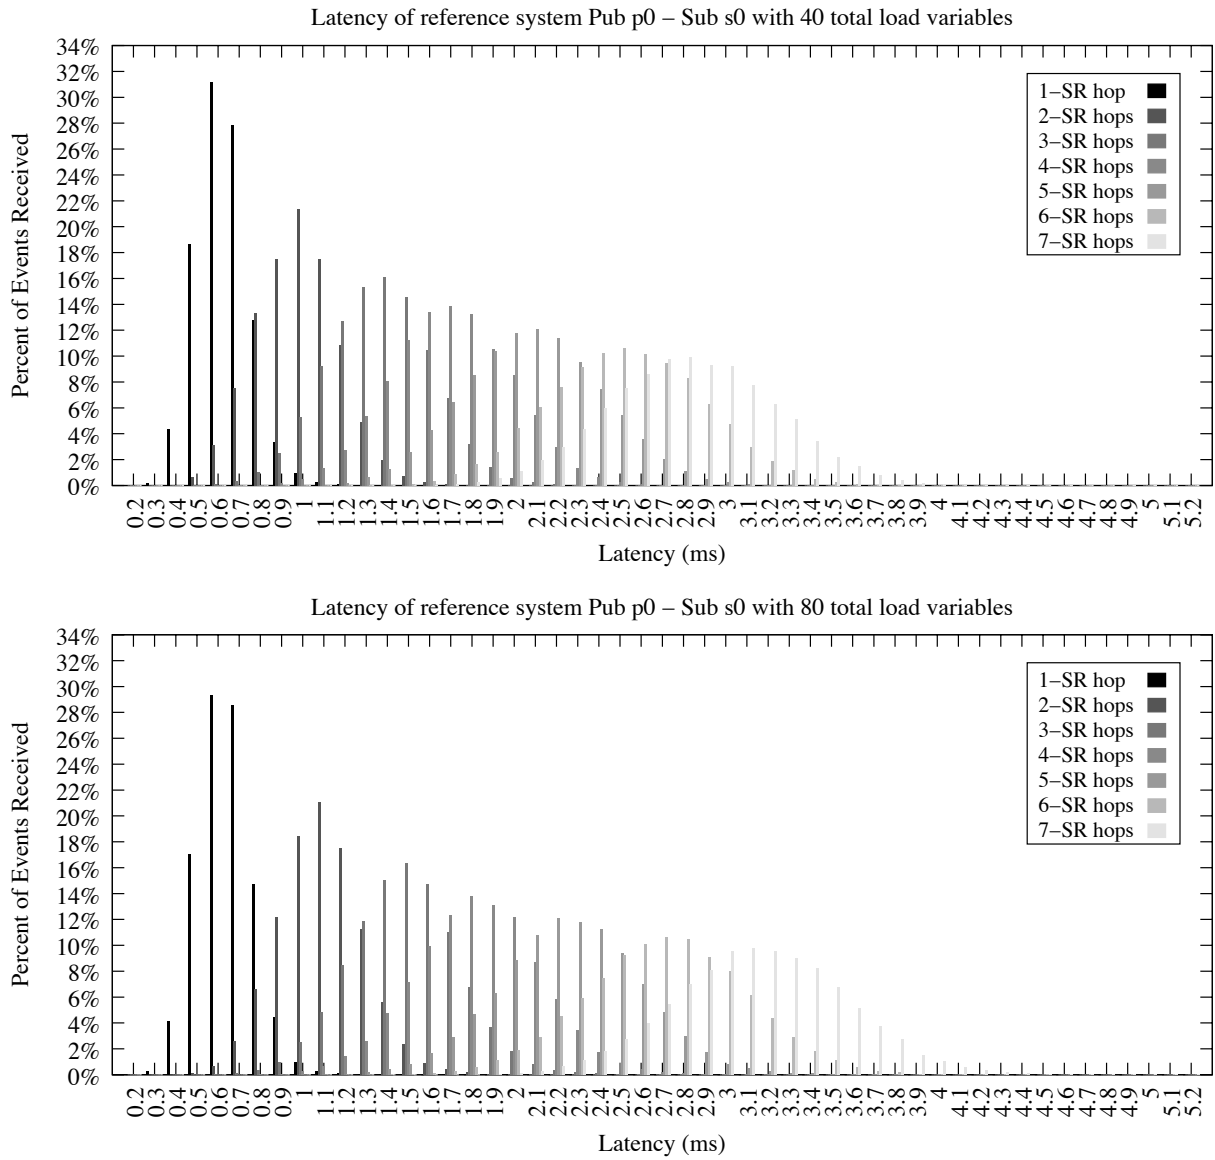 Latency of reference system Pub p0 – Sub s0 with 40 total load variables
Percent of Events Received
34%
32%
30%
28%
26%
24%
22%
20%
18%
16%
14%
12%
10%
8%
6%
4%
2%
0%
1–SR hop
2–SR hops
3–SR hops
4–SR hops
5–SR hops
6–SR hops
7–SR hops
0.2 0.3 0.4 0.5 0.6 0.7 0.8 0.9 1 1.1 1.2 1.3 1.4 1.5 1.6 1.7 1.8 1.9 2 2.1 2.2 2.3 2.4 2.5 2.6 2.7 2.8 2.9 3 3.1 3.2 3.3 3.4 3.5 3.6 3.7 3.8 3.9 4 4.1 4.2 4.3 4.4 4.5 4.6 4.7 4.8 4.9 5 5.1 5.2
Latency (ms)
Latency of reference system Pub p0 – Sub s0 with 80 total load variables
Percent of Events Received
34%
32%
30%
28%
26%
24%
22%
20%
18%
16%
14%
12%
10%
8%
6%
4%
2%
0%
1–SR hop
2–SR hops
3–SR hops
4–SR hops
5–SR hops
6–SR hops
7–SR hops
0.2 0.3 0.4 0.5 0.6 0.7 0.8 0.9 1 1.1 1.2 1.3 1.4 1.5 1.6 1.7 1.8 1.9 2 2.1 2.2 2.3 2.4 2.5 2.6 2.7 2.8 2.9 3 3.1 3.2 3.3 3.4 3.5 3.6 3.7 3.8 3.9 4 4.1 4.2 4.3 4.4 4.5 4.6 4.7 4.8 4.9 5 5.1 5.2
Latency (ms)